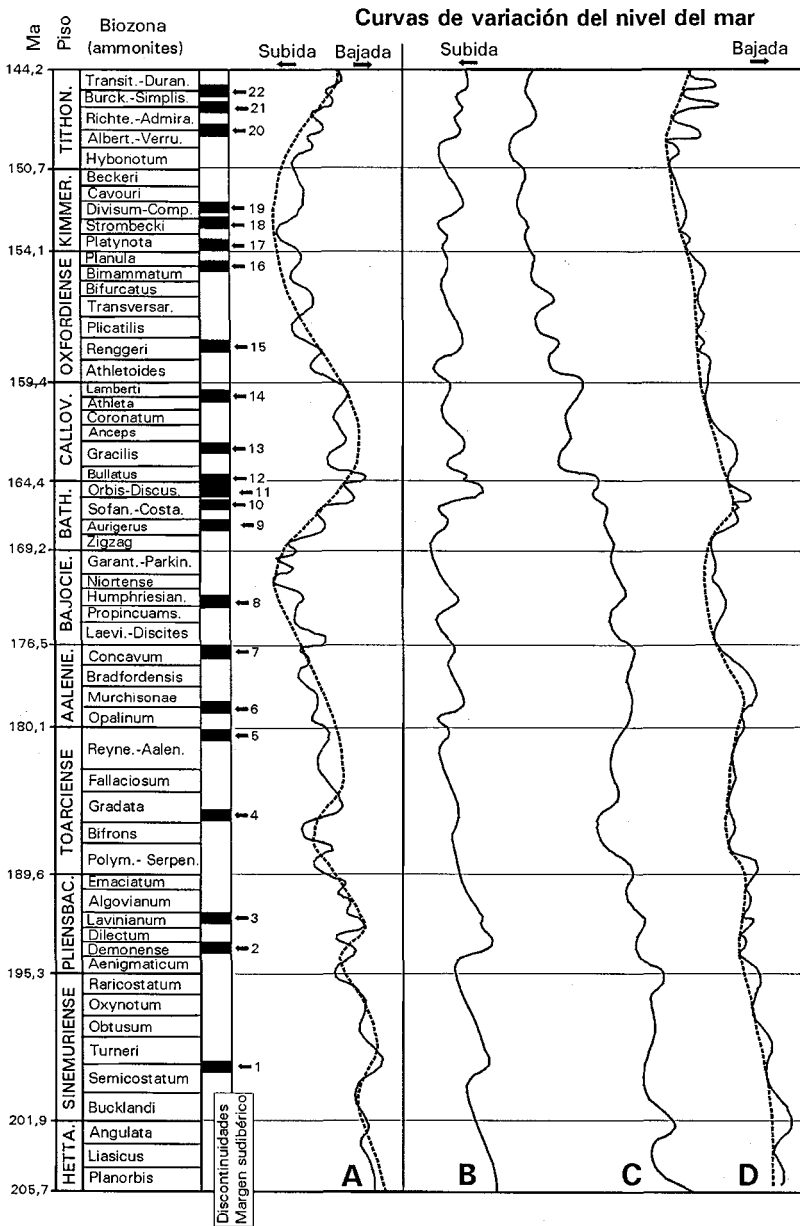 Curvas de variación del nivel del mar
Ma
Piso
Biozona
(ammonites)
Subida
Bajada
Subida
Bajada
144,2
150,7
154,1
159,4
164,4
169,2
176,5
180,1
189,6
195,3
201,9
205,7
TITHON.
KIMMER.
OXFORDIENSE
CALLOV.
BATH.
BAJOCIE.
AALENIE.
TOARCIENSE
PLIENSBAC.
SINEMURIENSE
HETTA.
Transit.-Duran.
Burck.-Simplis.
Richte.-Admira.
Albert.-Verru.
Hybonotum
Beckeri
Cavouri
Divisum-Comp.
Strombecki
Platynota
Planula
Bimammatum
Bifurcatus
Transversar.
Plicatilis
Renggeri
Athletoides
Lamberti
Athleta
Coronatum
Anceps
Gracilis
Bullatus
Orbis-Discus.
Sofan.-Costa.
Aurigerus
Zigzag
Garant.-Parkin.
Niortense
Humphriesian.
Propincuams.
Laevi.-Discites
Concavum
Bradfordensis
Murchisonae
Opalinum
Reyne.-Aalen.
Fallaciosum
Gradata
Bifrons
Polym.- Serpen.
Emaciatum
Algovianum
Lavinianum
Dilectum
Demonense
Aenigmaticum
Raricostatum
Oxynotum
Obtusum
Turneri
Semicostatum
Bucklandi
Angulata
Liasicus
Planorbis
22
21
20
19
18
17
16
15
14
13
12
11
10
9
8
7
6
5
4
3
2
1
Discominuidades
Margen sudibérico
A
B
C
D